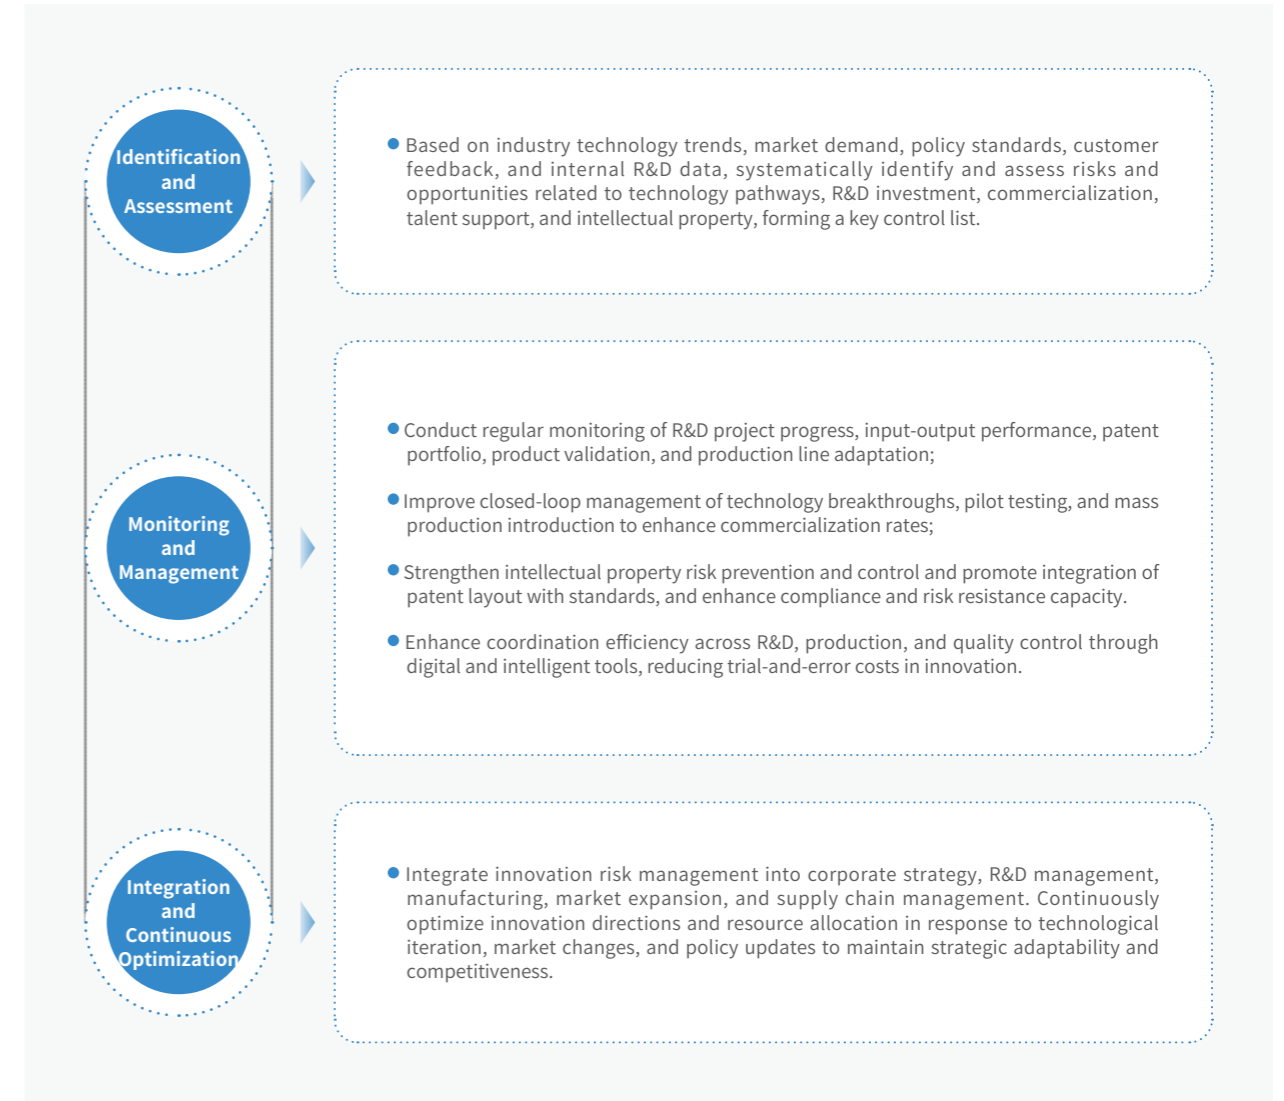 Identification
and
Assessment
● Based on industry technology trends, market demand, policy standards, customer
feedback, and internal R&D data, systematically identify and assess risks and
opportunities related to technology pathways, R&D investment, commercialization,
talent support, and intellectual property, forming a key control list.
Monitoring
and
Management
● Conduct regular monitoring of R&D project progress, input-output performance, patent
portfolio, product validation, and production line adaptation;
● Improve closed-loop management of technology breakthroughs, pilot testing, and mass
production introduction to enhance commercialization rates;
● Strengthen intellectual property risk prevention and control and promote integration of
patent layout with standards, and enhance compliance and risk resistance capacity.
● Enhance coordination efficiency across R&D, production, and quality control through
digital and intelligent tools, reducing trial-and-error costs in innovation.
Integration
and
Continuous
Optimization
● Integrate innovation risk management into corporate strategy, R&D management,
manufacturing, market expansion, and supply chain management. Continuously
optimize innovation directions and resource allocation in response to technological
iteration, market changes, and policy updates to maintain strategic adaptability and
competitiveness.